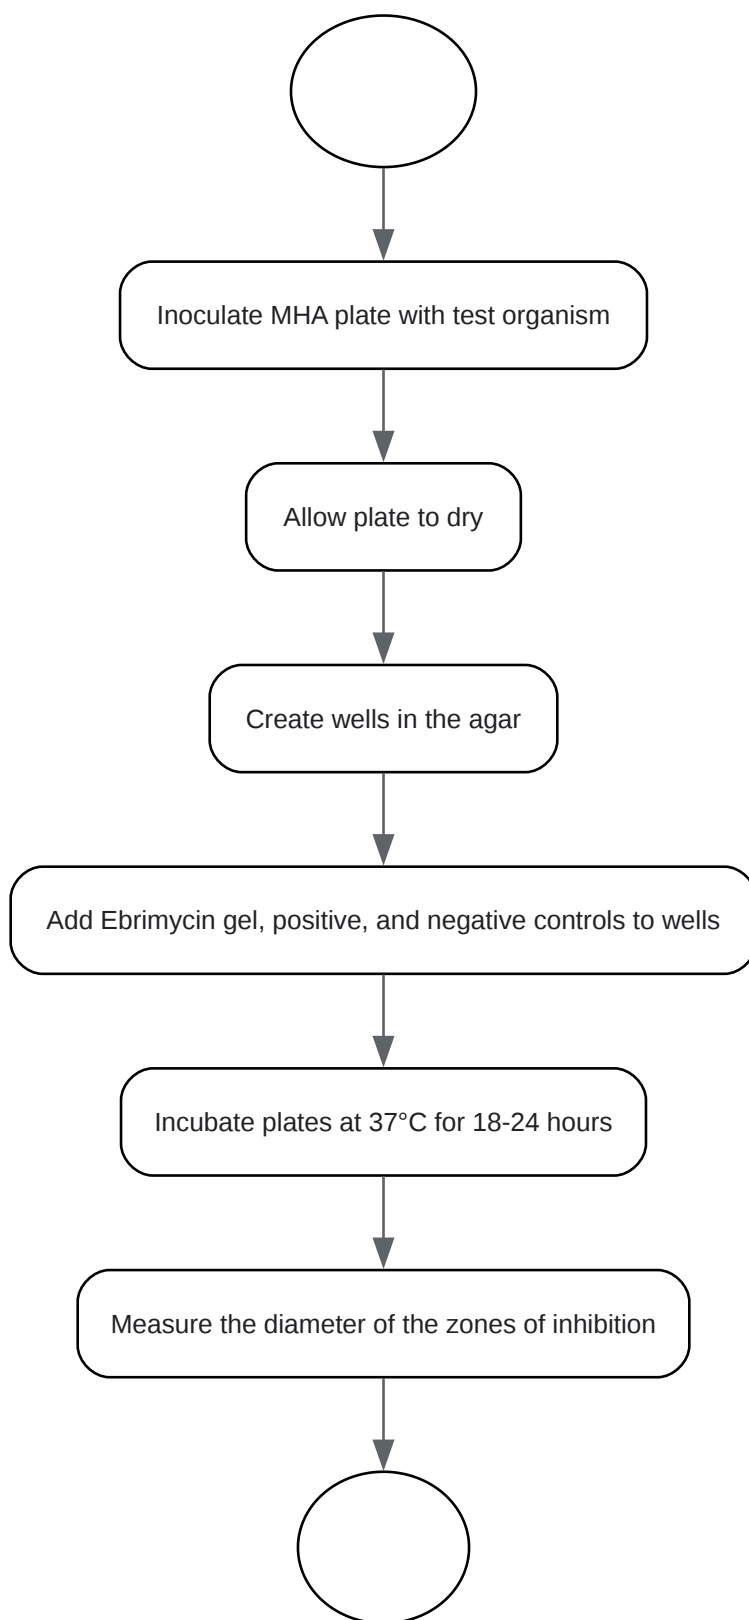 Inoculate MHA plate with test organism
Allow plate to dry
Create wells in the agar
Add Ebrimycin gel, positive, and negative controls to wells
Incubate plates at 37°C for 18-24 hours
Measure the diameter of the zones of inhibition